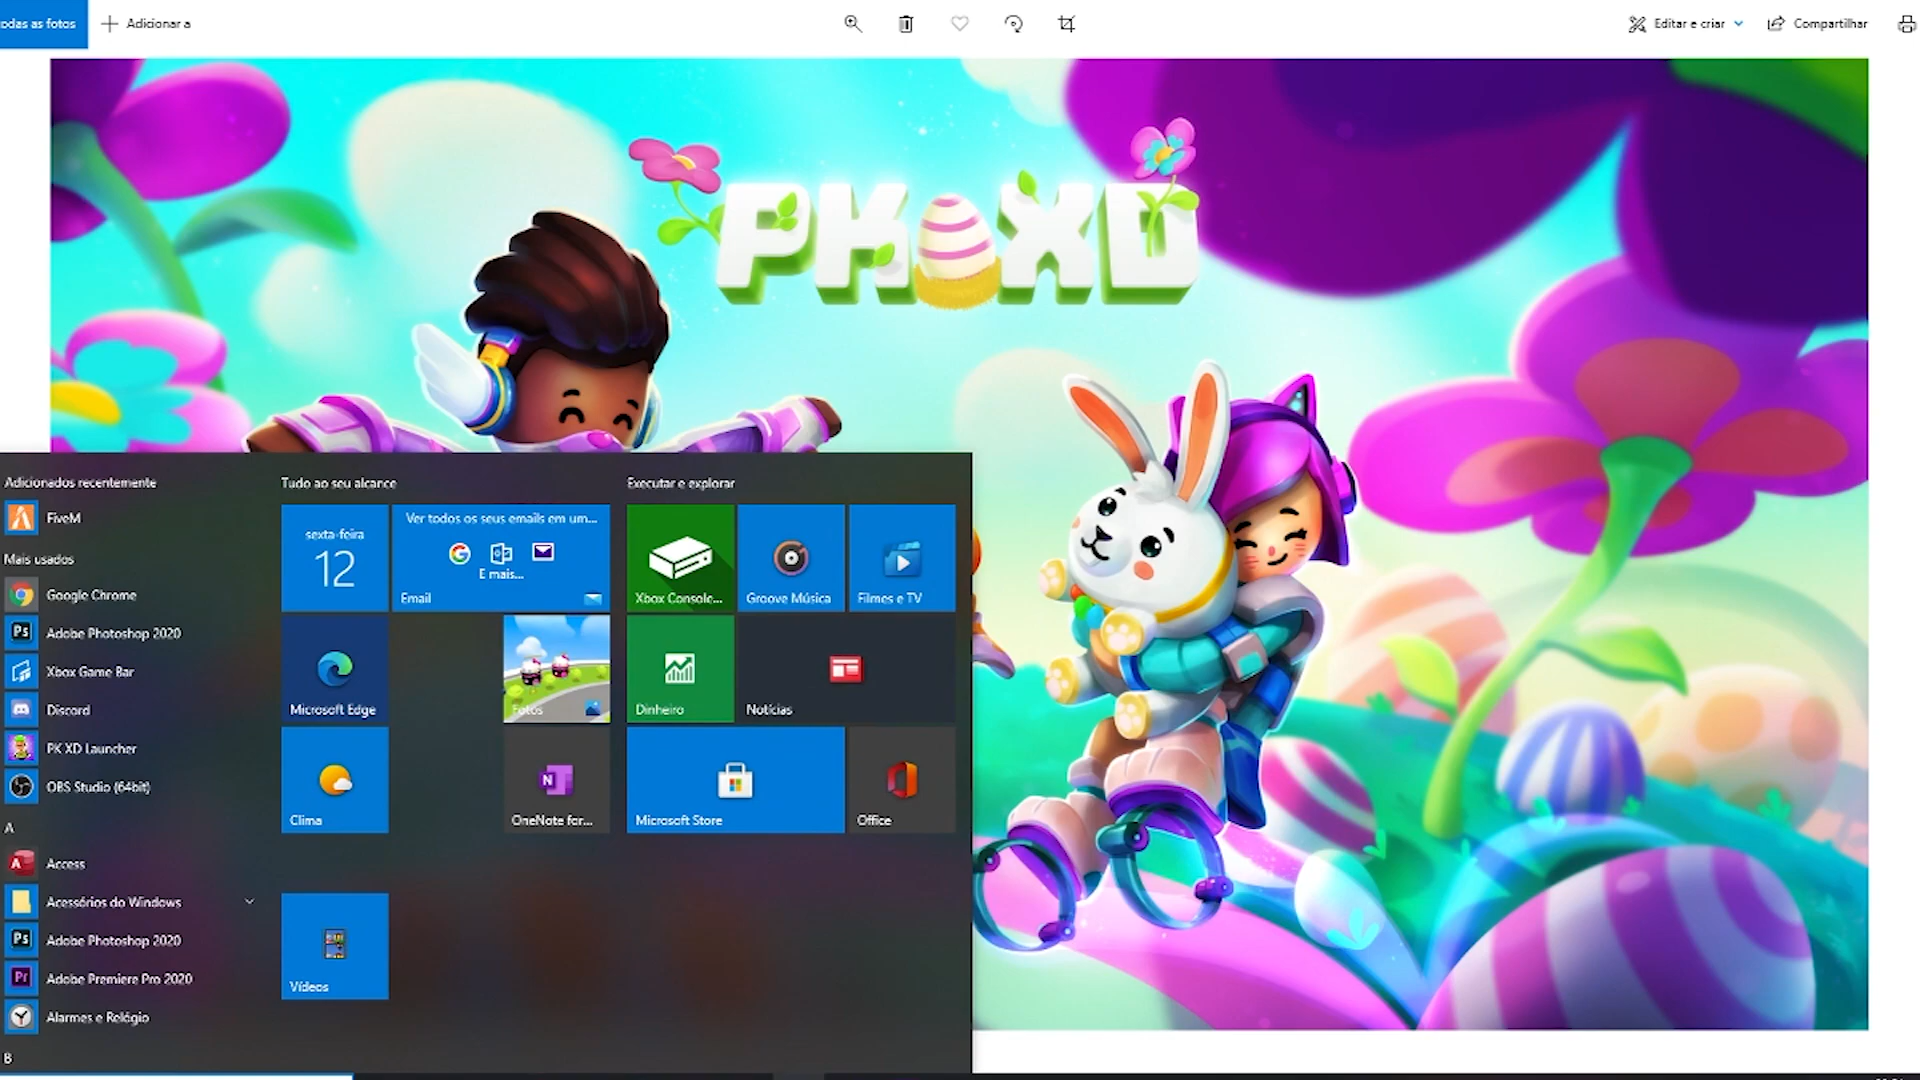 odas as fotos
Adicionar a
Editar e criar
Compartilhar
PK XD
Adicionados recentemente
FiveM
Mais usados
Google Chrome
Adobe Photoshop 2020
Xbox Game Bar
Discord
PK XD Launcher
OBS Studio (64bit)
A
Access
Acessórios do Windows
Adobe Photoshop 2020
Adobe Premiere Pro 2020
Alarmes e Relógio
B
Tudo ao seu alcance
sexta-feira
12
Ver todos os seus emails em um...
E mais...
Email
Microsoft Edge
Fotos
Clima
OneNote for...
Vídeos
Executar e explorar
Xbox Console...
Groove Música
Filmes e TV
Dinheiro
Notícias
Microsoft Store
Office